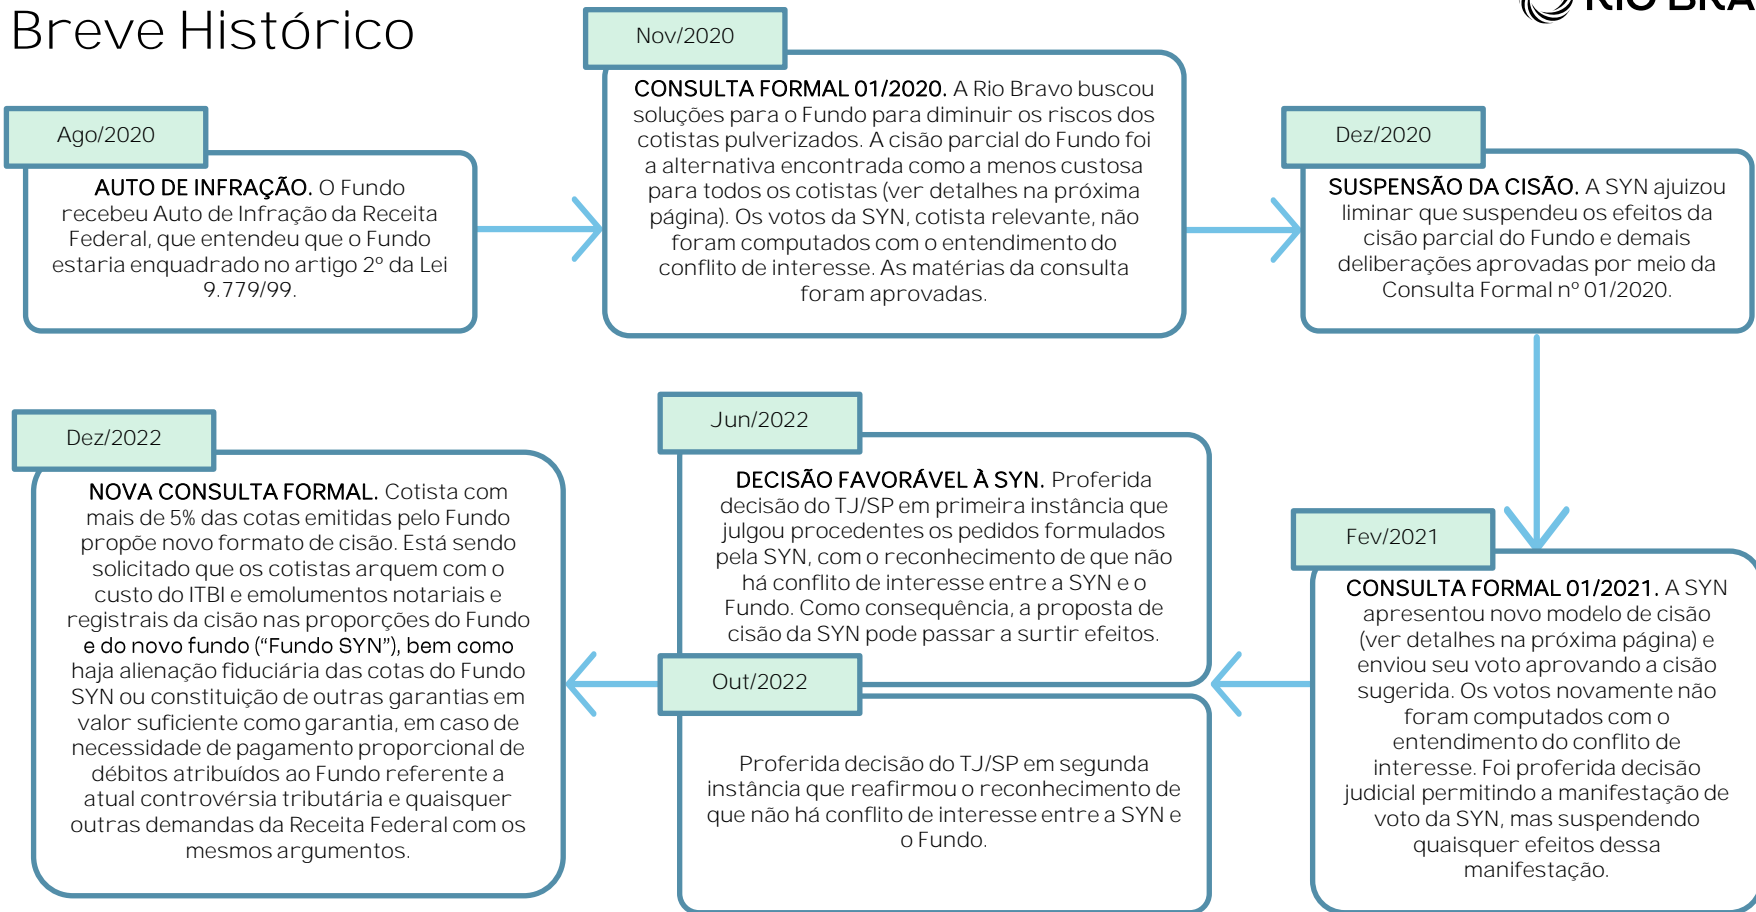 Breve Histórico
RIO BRA
Ago/2020
AUTO DE INFRAÇÃO. O Fundo
recebeu Auto de Infração da Receita
Federal, que entendeu que o Fundo
estaria enquadrado no artigo 2º da Lei
9.779/99.
Nov/2020
CONSULTA FORMAL 01/2020. A Rio Bravo buscou
soluções para o Fundo para diminuir os riscos dos
cotistas pulverizados. A cisão parcial do Fundo foi
a alternativa encontrada como a menos custosa
para todos os cotistas (ver detalhes na próxima
página). Os votos da SYN, cotista relevante, não
foram computados com o entendimento do
conflito de interesse. As matérias da consulta
foram aprovadas.
Dez/2020
SUSPENSÃO DA CISÃO. A SYN ajuizou
liminar que suspendeu os efeitos da
cisão parcial do Fundo e demais
deliberações aprovadas por meio da
Consulta Formal nº 01/2020.
Fev/2021
CONSULTA FORMAL 01/2021. A SYN
apresentou novo modelo de cisão
(ver detalhes na próxima página) e
enviou seu voto aprovando a cisão
sugerida. Os votos novamente não
foram computados com o
entendimento do conflito de
interesse. Foi proferida decisão
judicial permitindo a manifestação de
voto da SYN, mas suspendendo
quaisquer efeitos dessa
manifestação.
Jun/2022
DECISÃO FAVORÁVEL À SYN. Proferida
decisão do TJ/SP em primeira instância que
julgou procedentes os pedidos formulados
pela SYN, com o reconhecimento de que não
há conflito de interesse entre a SYN e o
Fundo. Como consequência, a proposta de
cisão da SYN pode passar a surtir efeitos.
Out/2022
Proferida decisão do TJ/SP em segunda
instância que reafirmou o reconhecimento de
que não há conflito de interesse entre a SYN e
o Fundo.
Dez/2022
NOVA CONSULTA FORMAL. Cotista com
mais de 5% das cotas emitidas pelo Fundo
propõe novo formato de cisão. Está sendo
solicitado que os cotistas arquem com o
custo do ITBI e emolumentos notariais e
registrais da cisão nas proporções do Fundo
e do novo fundo (“Fundo SYN”), bem como
haja alienação fiduciária das cotas do Fundo
SYN ou constituição de outras garantias em
valor suficiente como garantia, em caso de
necessidade de pagamento proporcional de
débitos atribuídos ao Fundo referente a
atual controvérsia tributária e quaisquer
outras demandas da Receita Federal com os
mesmos argumentos.